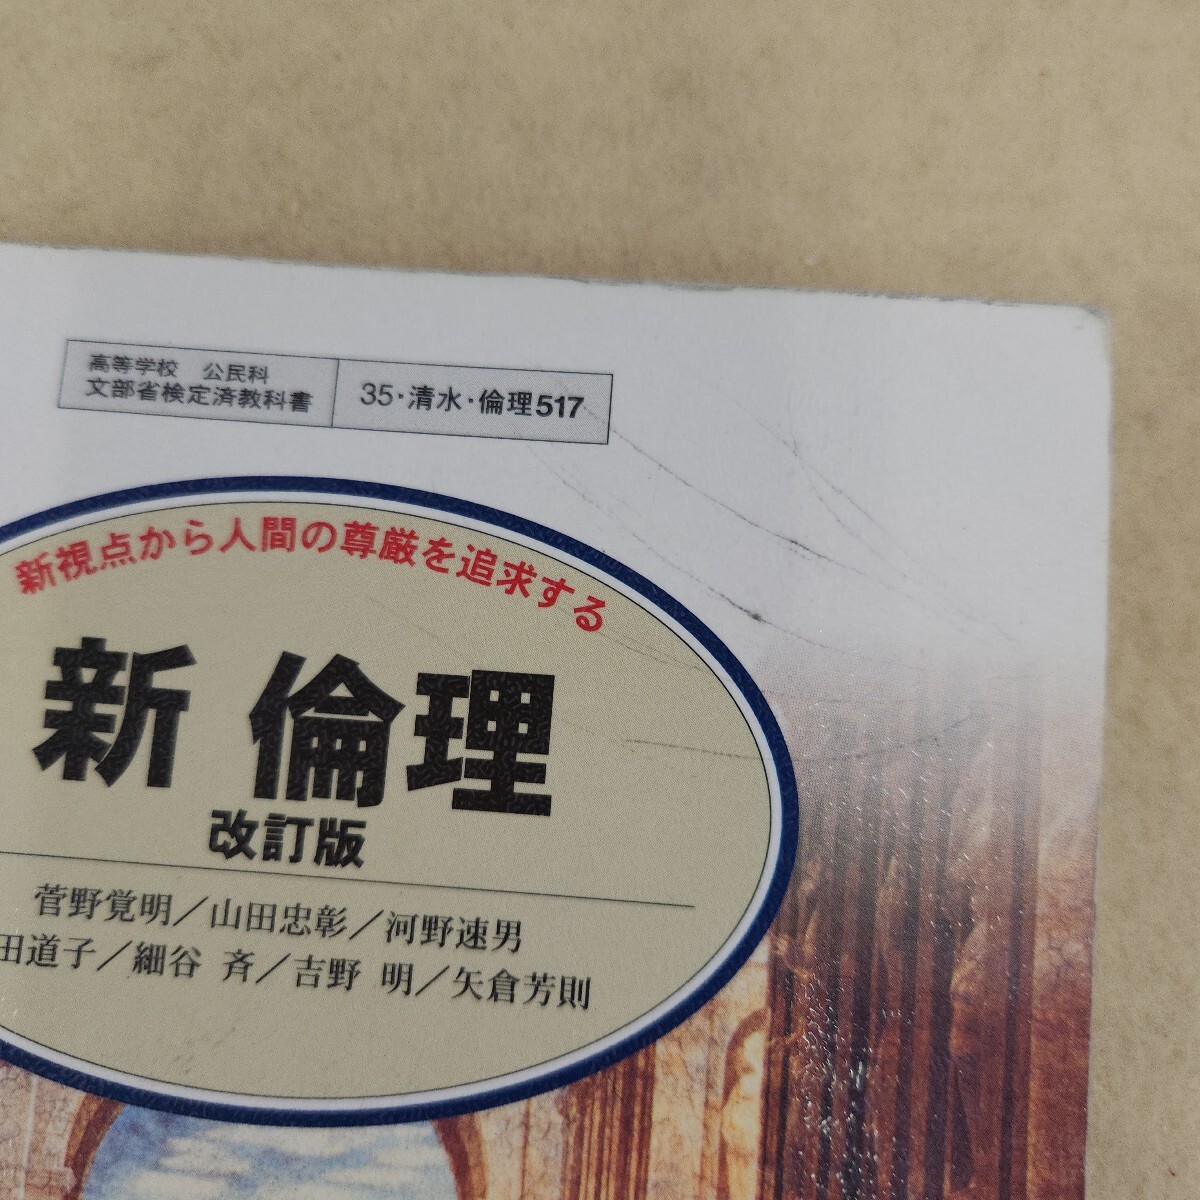 高等学校 公民科
文部省検定済教科書
35・清水・倫理517
新視点から人間の尊厳を追求する
新 倫理
改訂版
菅野覚明／山田忠彰／河野速男
田道子／細谷 斉／吉野 明／矢倉芳則